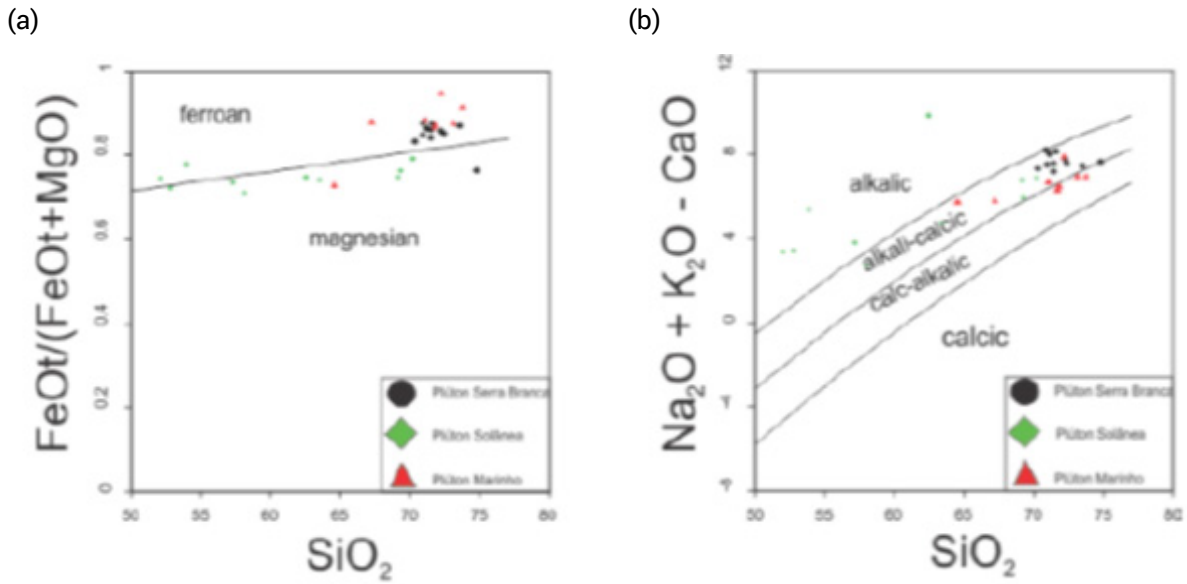 (a)
(b)
FeOt/(FeOt+MgO)
1
0.8
0.6
0.4
0.2
0
ferroan
magnesian
Plúton Serra Branca
Plúton Solânea
Plúton Marinho
50 55 60 65 70 75 80
SiO₂
Na₂O + K₂O - CaO
12
8
4
0
alkalic
alkali-calcic
calc-alkalic
calcic
Plúton Serra Branca
Plúton Solânea
Plúton Marinho
50 55 60 65 70 75
SiO₂